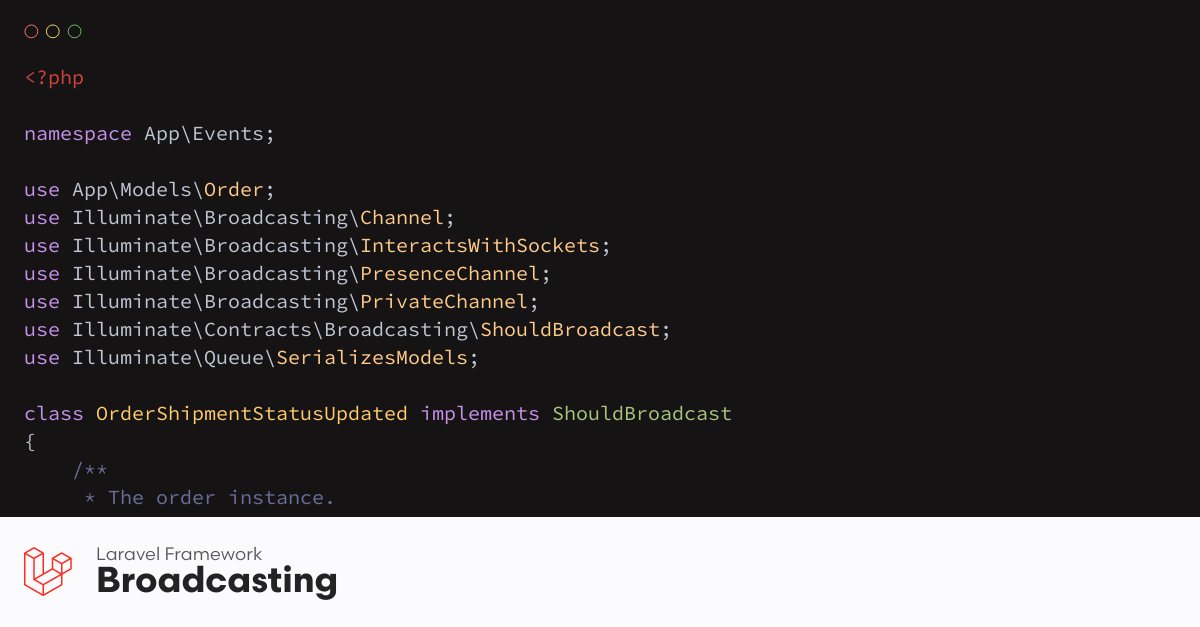 <?php
namespace App\Events;
use App\Models\Order;
use Illuminate\Broadcasting\Channel;
use Illuminate\Broadcasting\InteractsWithSockets;
use Illuminate\Broadcasting\PresenceChannel;
use Illuminate\Broadcasting\PrivateChannel;
use Illuminate\Contracts\Broadcasting\ShouldBroadcast;
use Illuminate\Queue\SerializesModels;
class OrderShipmentStatusUpdated implements ShouldBroadcast
{
/**
* The order instance.
Laravel Framework
Broadcasting